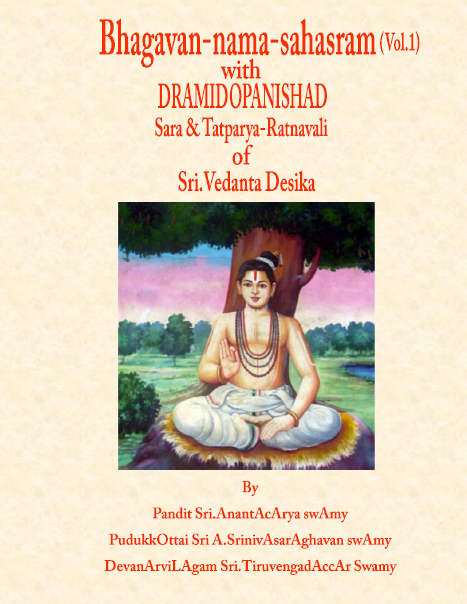 Bhagavan-nama-sahasram (Vol.1)
with
DRAMIDOPANISHAD
Sara & Tatparya-Ratnavali
of
Sri.Vedanta Desika
By
Pandit Sri.AnantAcArya swAmy
PudukkOttai Sri A.SrinivAsarAghavan swAmy
DevanArviLAgam Sri.TiruvengadAccAr Swamy